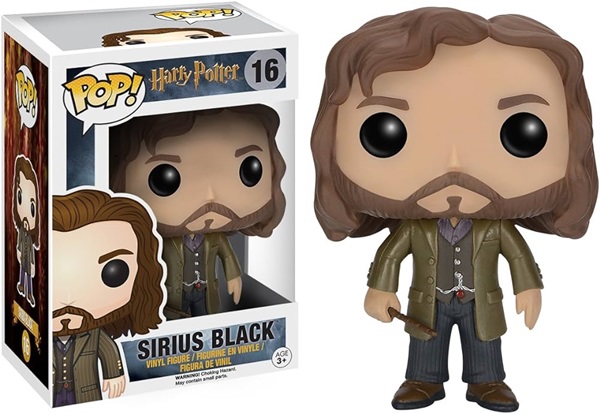 POP!
POP!
Harry Potter
16
SIRIUS BLACK
VINYL FIGURE / FIGURINE EN VINYLE /
FIGURA DE VINIL
WARNING: Choking Hazard.
May contain small parts.
AGE
3+